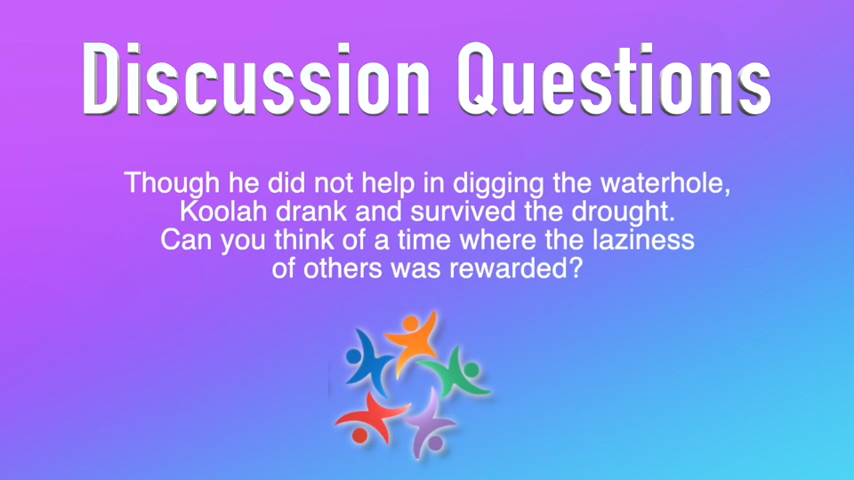 Discussion Questions
Though he did not help in digging the waterhole,
Koolah drank and survived the drought.
Can you think of a time where the laziness
of others was rewarded?